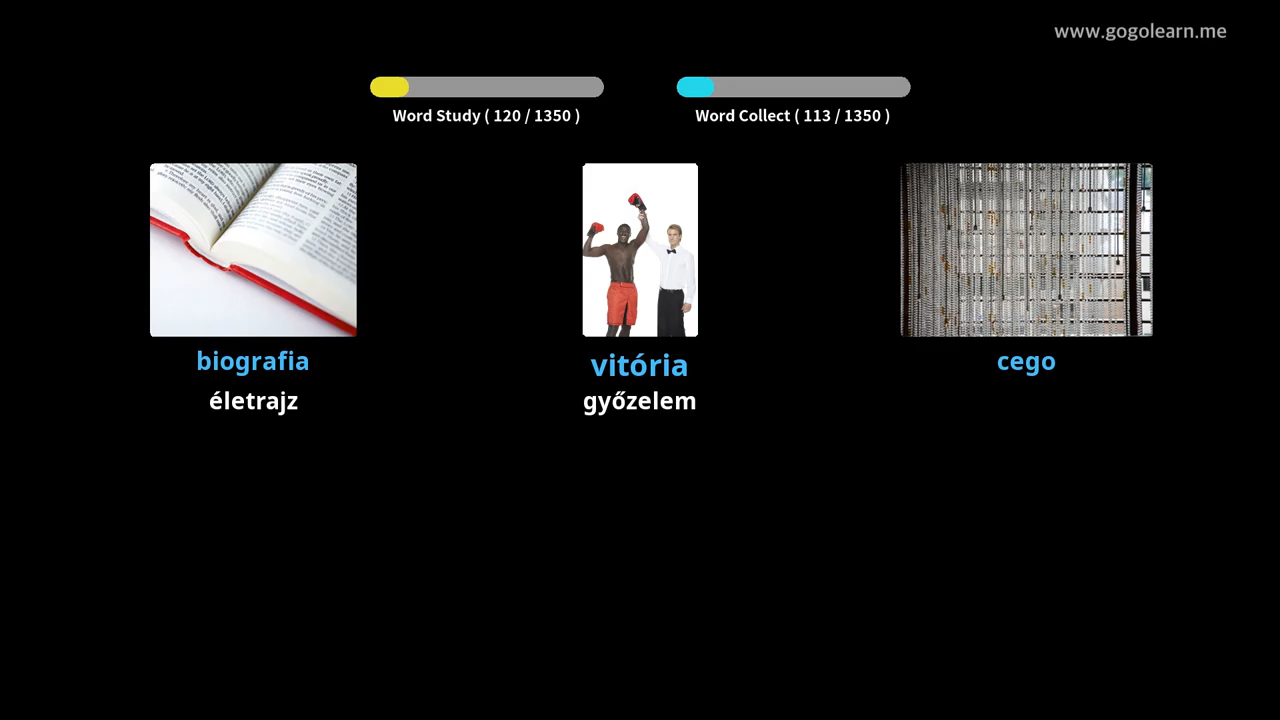 www.gogolearn.me
Word Study ( 120 / 1350 )
Word Collect ( 113 / 1350 )
biografia
életrajz
vitória
győzelem
cego